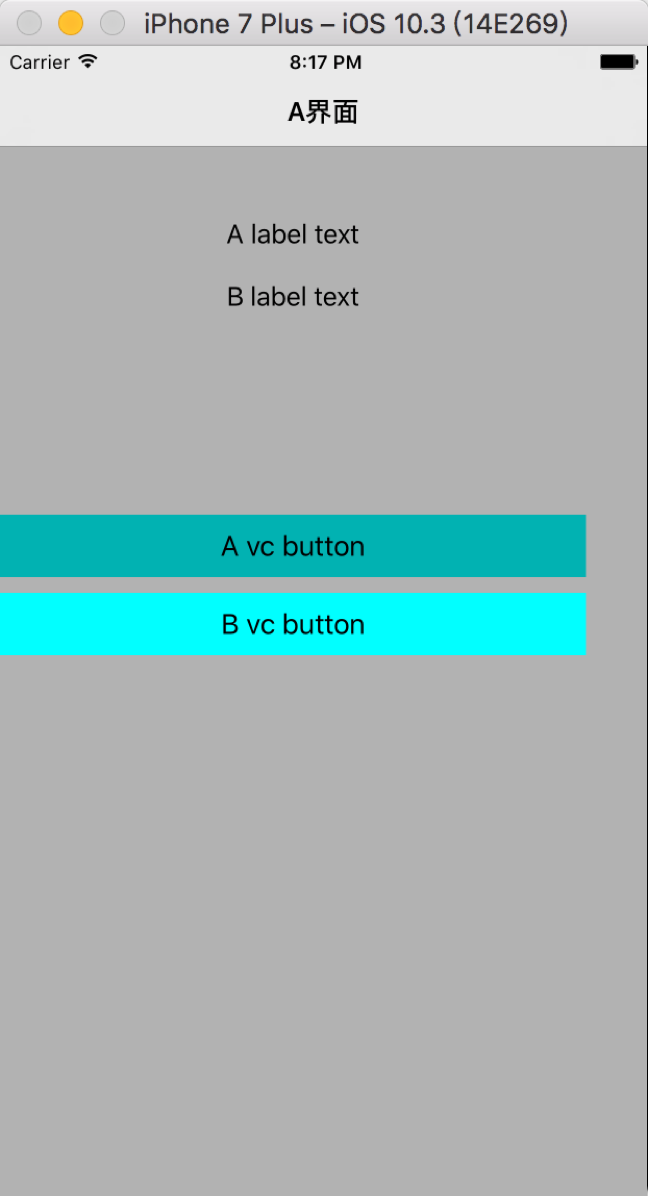 iPhone 7 Plus – iOS 10.3 (14E269)
Carrier 8:17 PM
A界面
A label text
B label text
A vc button
B vc button